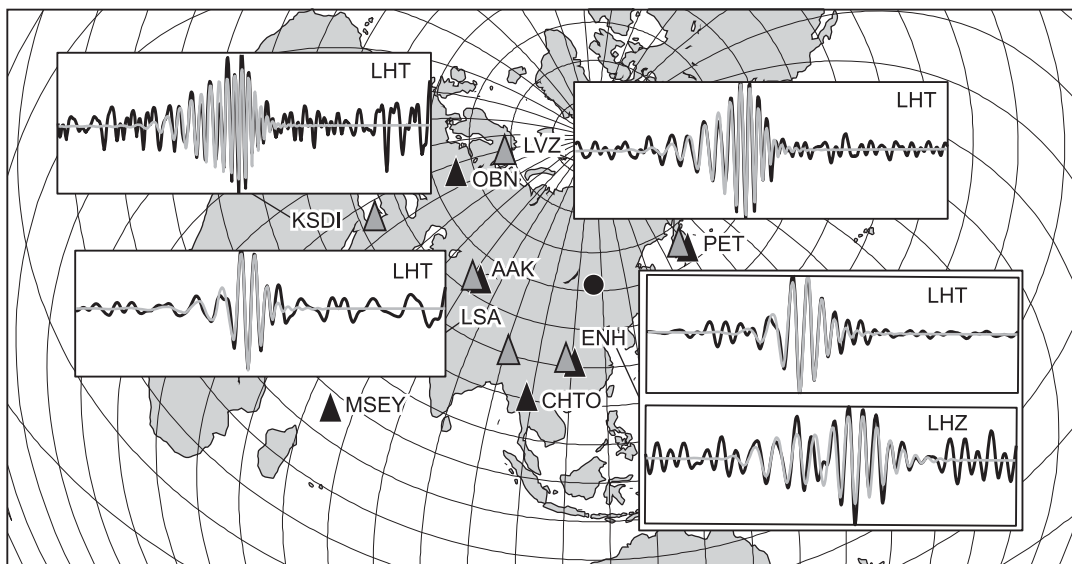 LHT
LHT
LVZ
OBN
KSDI
PET
LHT
AAK
LHT
LSA
ENH
CHTO
MSEY
LHZ